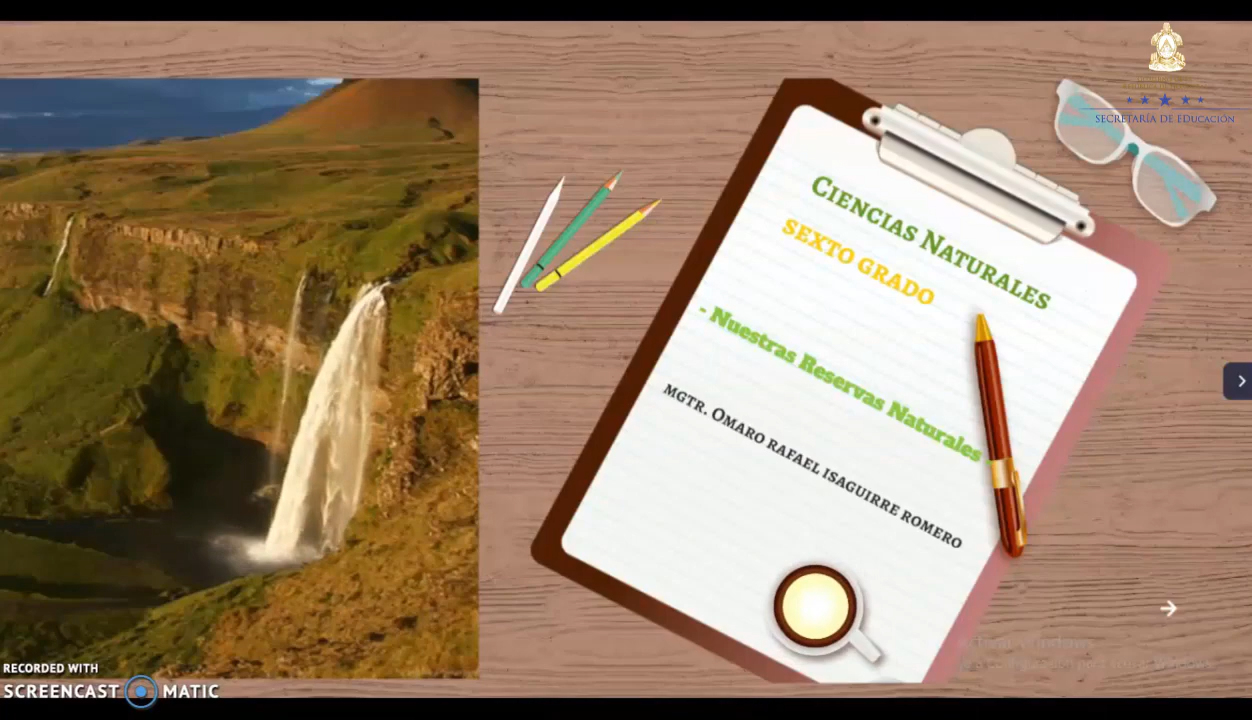 SECRETARÍA DE EDUCACIÓN
CIENCIAS NATURALES
SEXTO GRADO
- Nuestras Reservas Naturales
MGTR. OMARO RAFAEL ISAGUIRRE ROMERO
RECORDED WITH
SCREENCAST MATIC